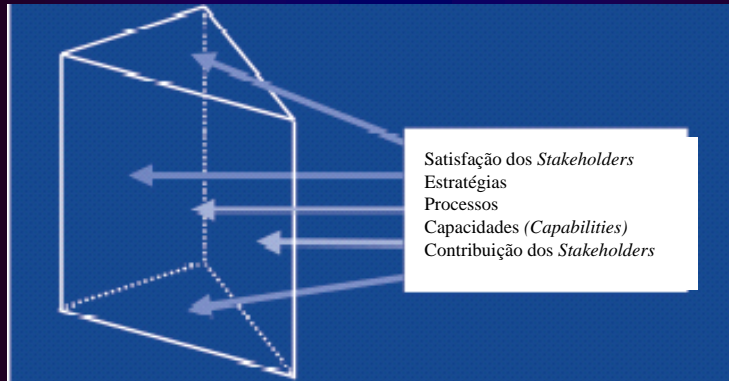 Satisfação dos Stakeholders
Estratégias
Processos
Capacidades (Capabilities)
Contribuição dos Stakeholders